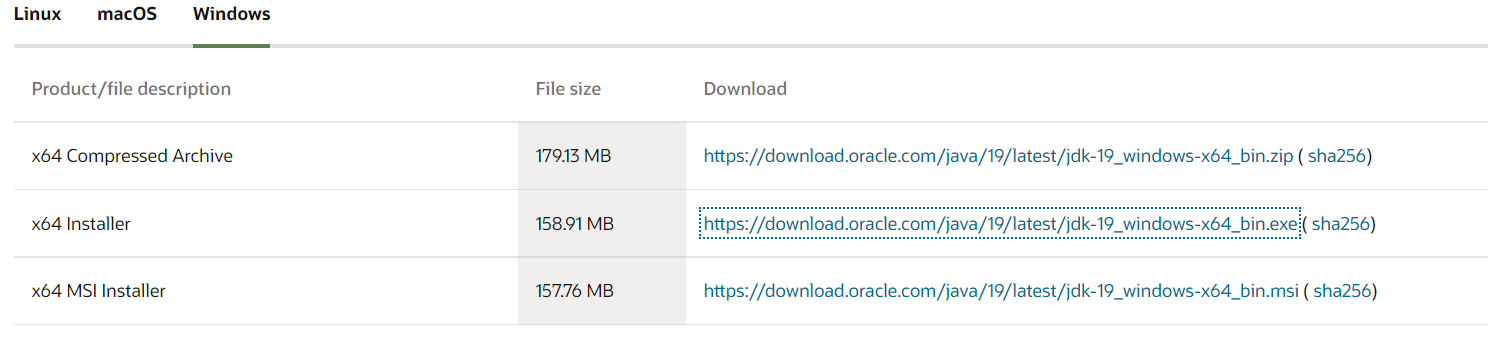 Linux macOS Windows
Product/file description File size Download
x64 Compressed Archive 179.13 MB https://download.oracle.com/java/19/latest/jdk-19_windows-x64_bin.zip ( sha256)
x64 Installer 158.91 MB https://download.oracle.com/java/19/latest/jdk-19_windows-x64_bin.exe ( sha256)
x64 MSI Installer 157.76 MB https://download.oracle.com/java/19/latest/jdk-19_windows-x64_bin.msi ( sha256)